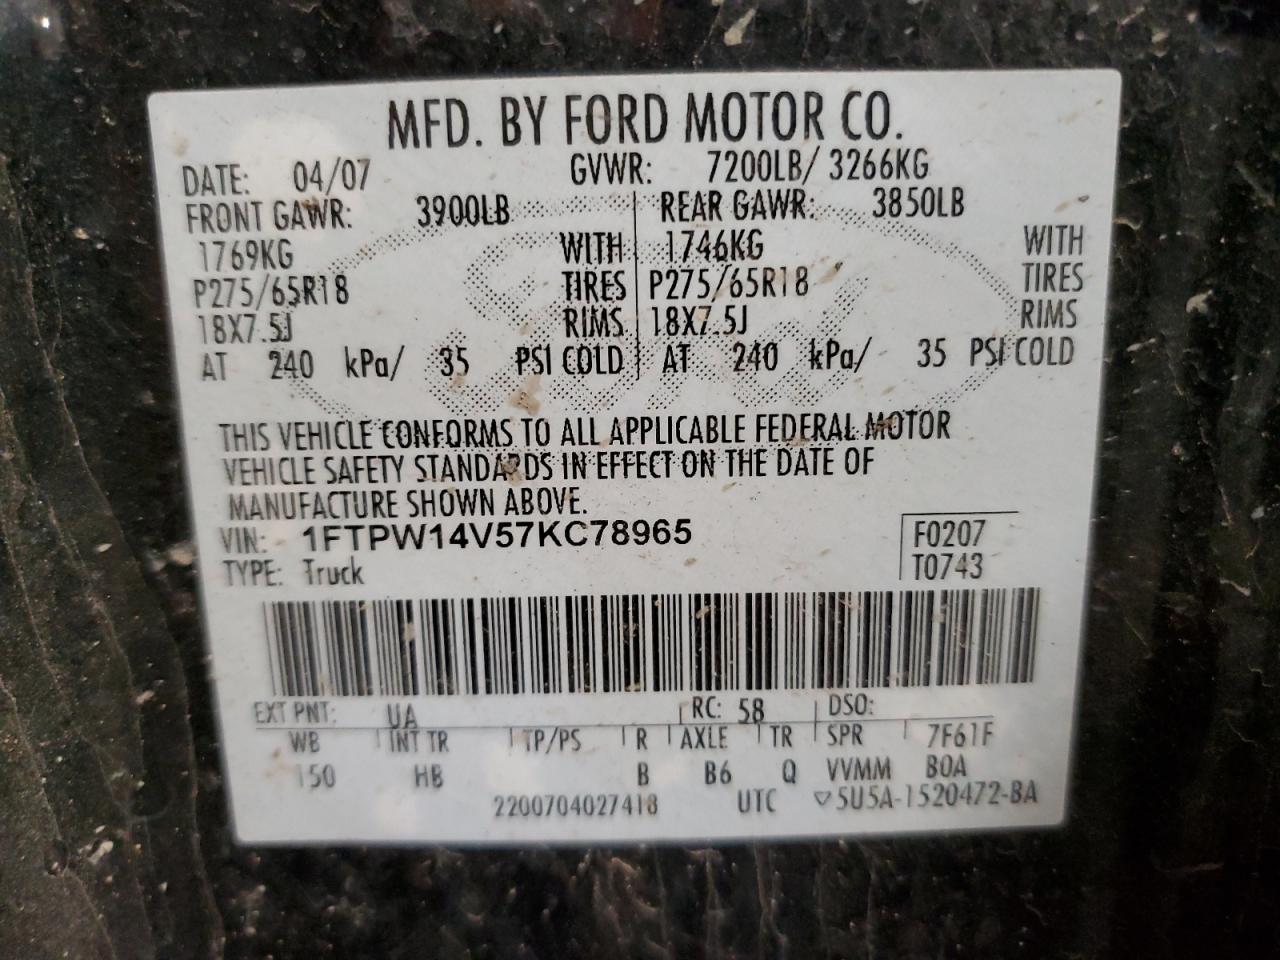 MFD. BY FORD MOTOR CO.
DATE: 04/07 GVWR: 7200LB/ 3266KG
FRONT GAWR: 3900LB REAR GAWR: 3850LB
1769KG WITH 1746KG WITH
P275/65R18 TIRES P275/65R18 TIRES
18X7.5J RIMS 18X7.5J RIMS
AT 240 kPa/ 35 PSI COLD AT 240 kPa/ 35 PSI COLD
THIS VEHICLE CONFORMS TO ALL APPLICABLE FEDERAL MOTOR
VEHICLE SAFETY STANDARDS IN EFFECT ON THE DATE OF
MANUFACTURE SHOWN ABOVE.
VIN: 1FTPW14V57KC78965 F0207
TYPE: Truck T0743
EXT PNT: UA RC: 58 DSO:
WB INT TR TP/PS R AXLE TR SPR 7F61F
150 HB B B6 Q VVMM BOA
2200704027418 UTC ▽5U5A-1520472-BA